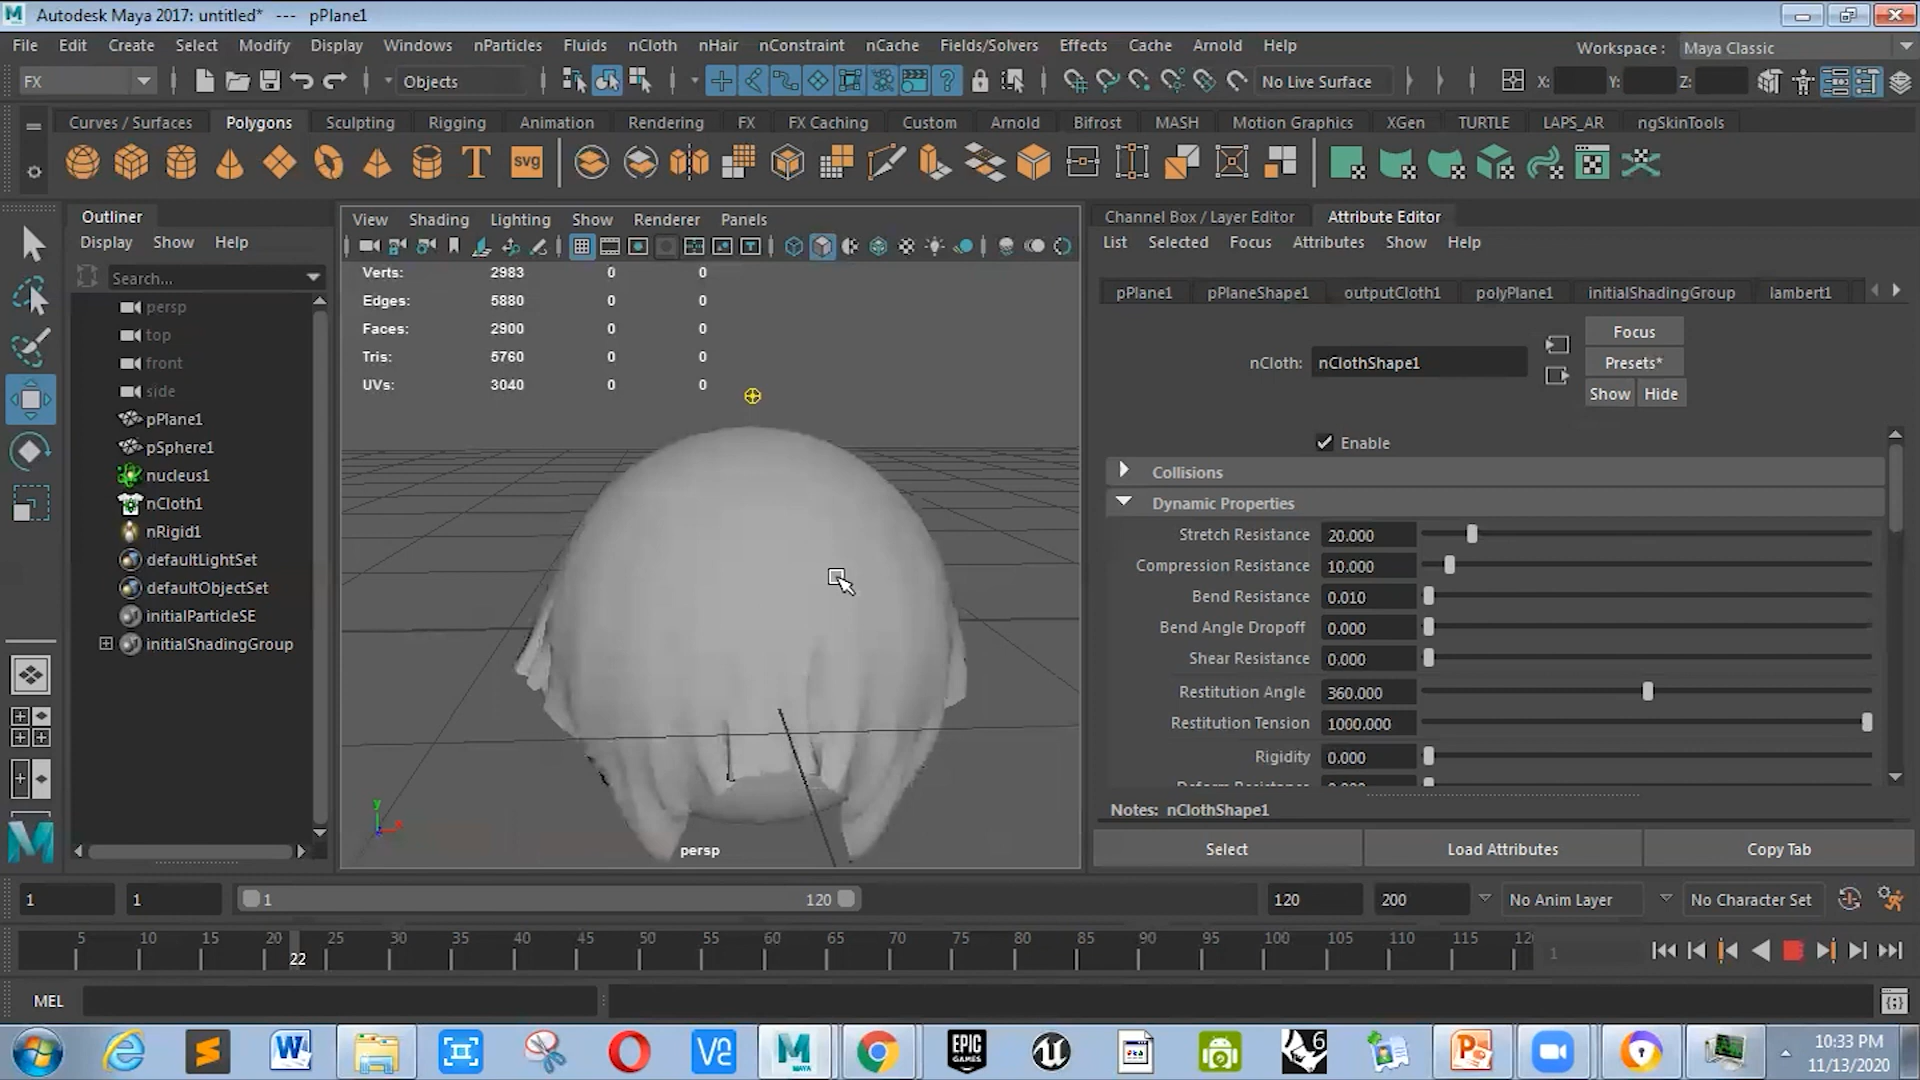 Autodesk Maya 2017: untitled* --- pPlane1
File Edit Create Select Modify Display Windows nParticles Fluids nCloth nHair nConstraint nCache Fields/Solvers Effects Cache Arnold Help Workspace : Maya Classic
FX Objects No Live Surface X: Y: Z:
Curves / Surfaces Polygons Sculpting Rigging Animation Rendering FX FX Caching Custom Arnold Bifrost MASH Motion Graphics XGen TURTLE LAPS_AR ngSkinTools
T SVG
Outliner
Display Show Help
Search...
persp
top
front
side
pPlane1
pSphere1
nucleus1
nCloth1
nRigid1
defaultLightSet
defaultObjectSet
initialParticleSE
initialShadingGroup
View Shading Lighting Show Renderer Panels
Verts: 2983 0 0
Edges: 5880 0 0
Faces: 2900 0 0
Tris: 5760 0 0
UVs: 3040 0 0
y
persp
Channel Box / Layer Editor Attribute Editor
List Selected Focus Attributes Show Help
pPlane1 pPlaneShape1 outputCloth1 polyPlane1 initialShadingGroup lambert1
nCloth: nClothShape1
Focus
Presets*
Show Hide
Enable
Collisions
Dynamic Properties
Stretch Resistance 20.000
Compression Resistance 10.000
Bend Resistance 0.010
Bend Angle Dropoff 0.000
Shear Resistance 0.000
Restitution Angle 360.000
Restitution Tension 1000.000
Rigidity 0.000
Notes: nClothShape1
Select Load Attributes Copy Tab
1 1 1 120 120 200 No Anim Layer No Character Set
5 10 15 20 25 30 35 40 45 50 55 60 65 70 75 80 85 90 95 100 105 110 115 12
22 1
MEL
W V2 M MAYA EPIC GAMES 6 P
10:33 PM
11/13/2020